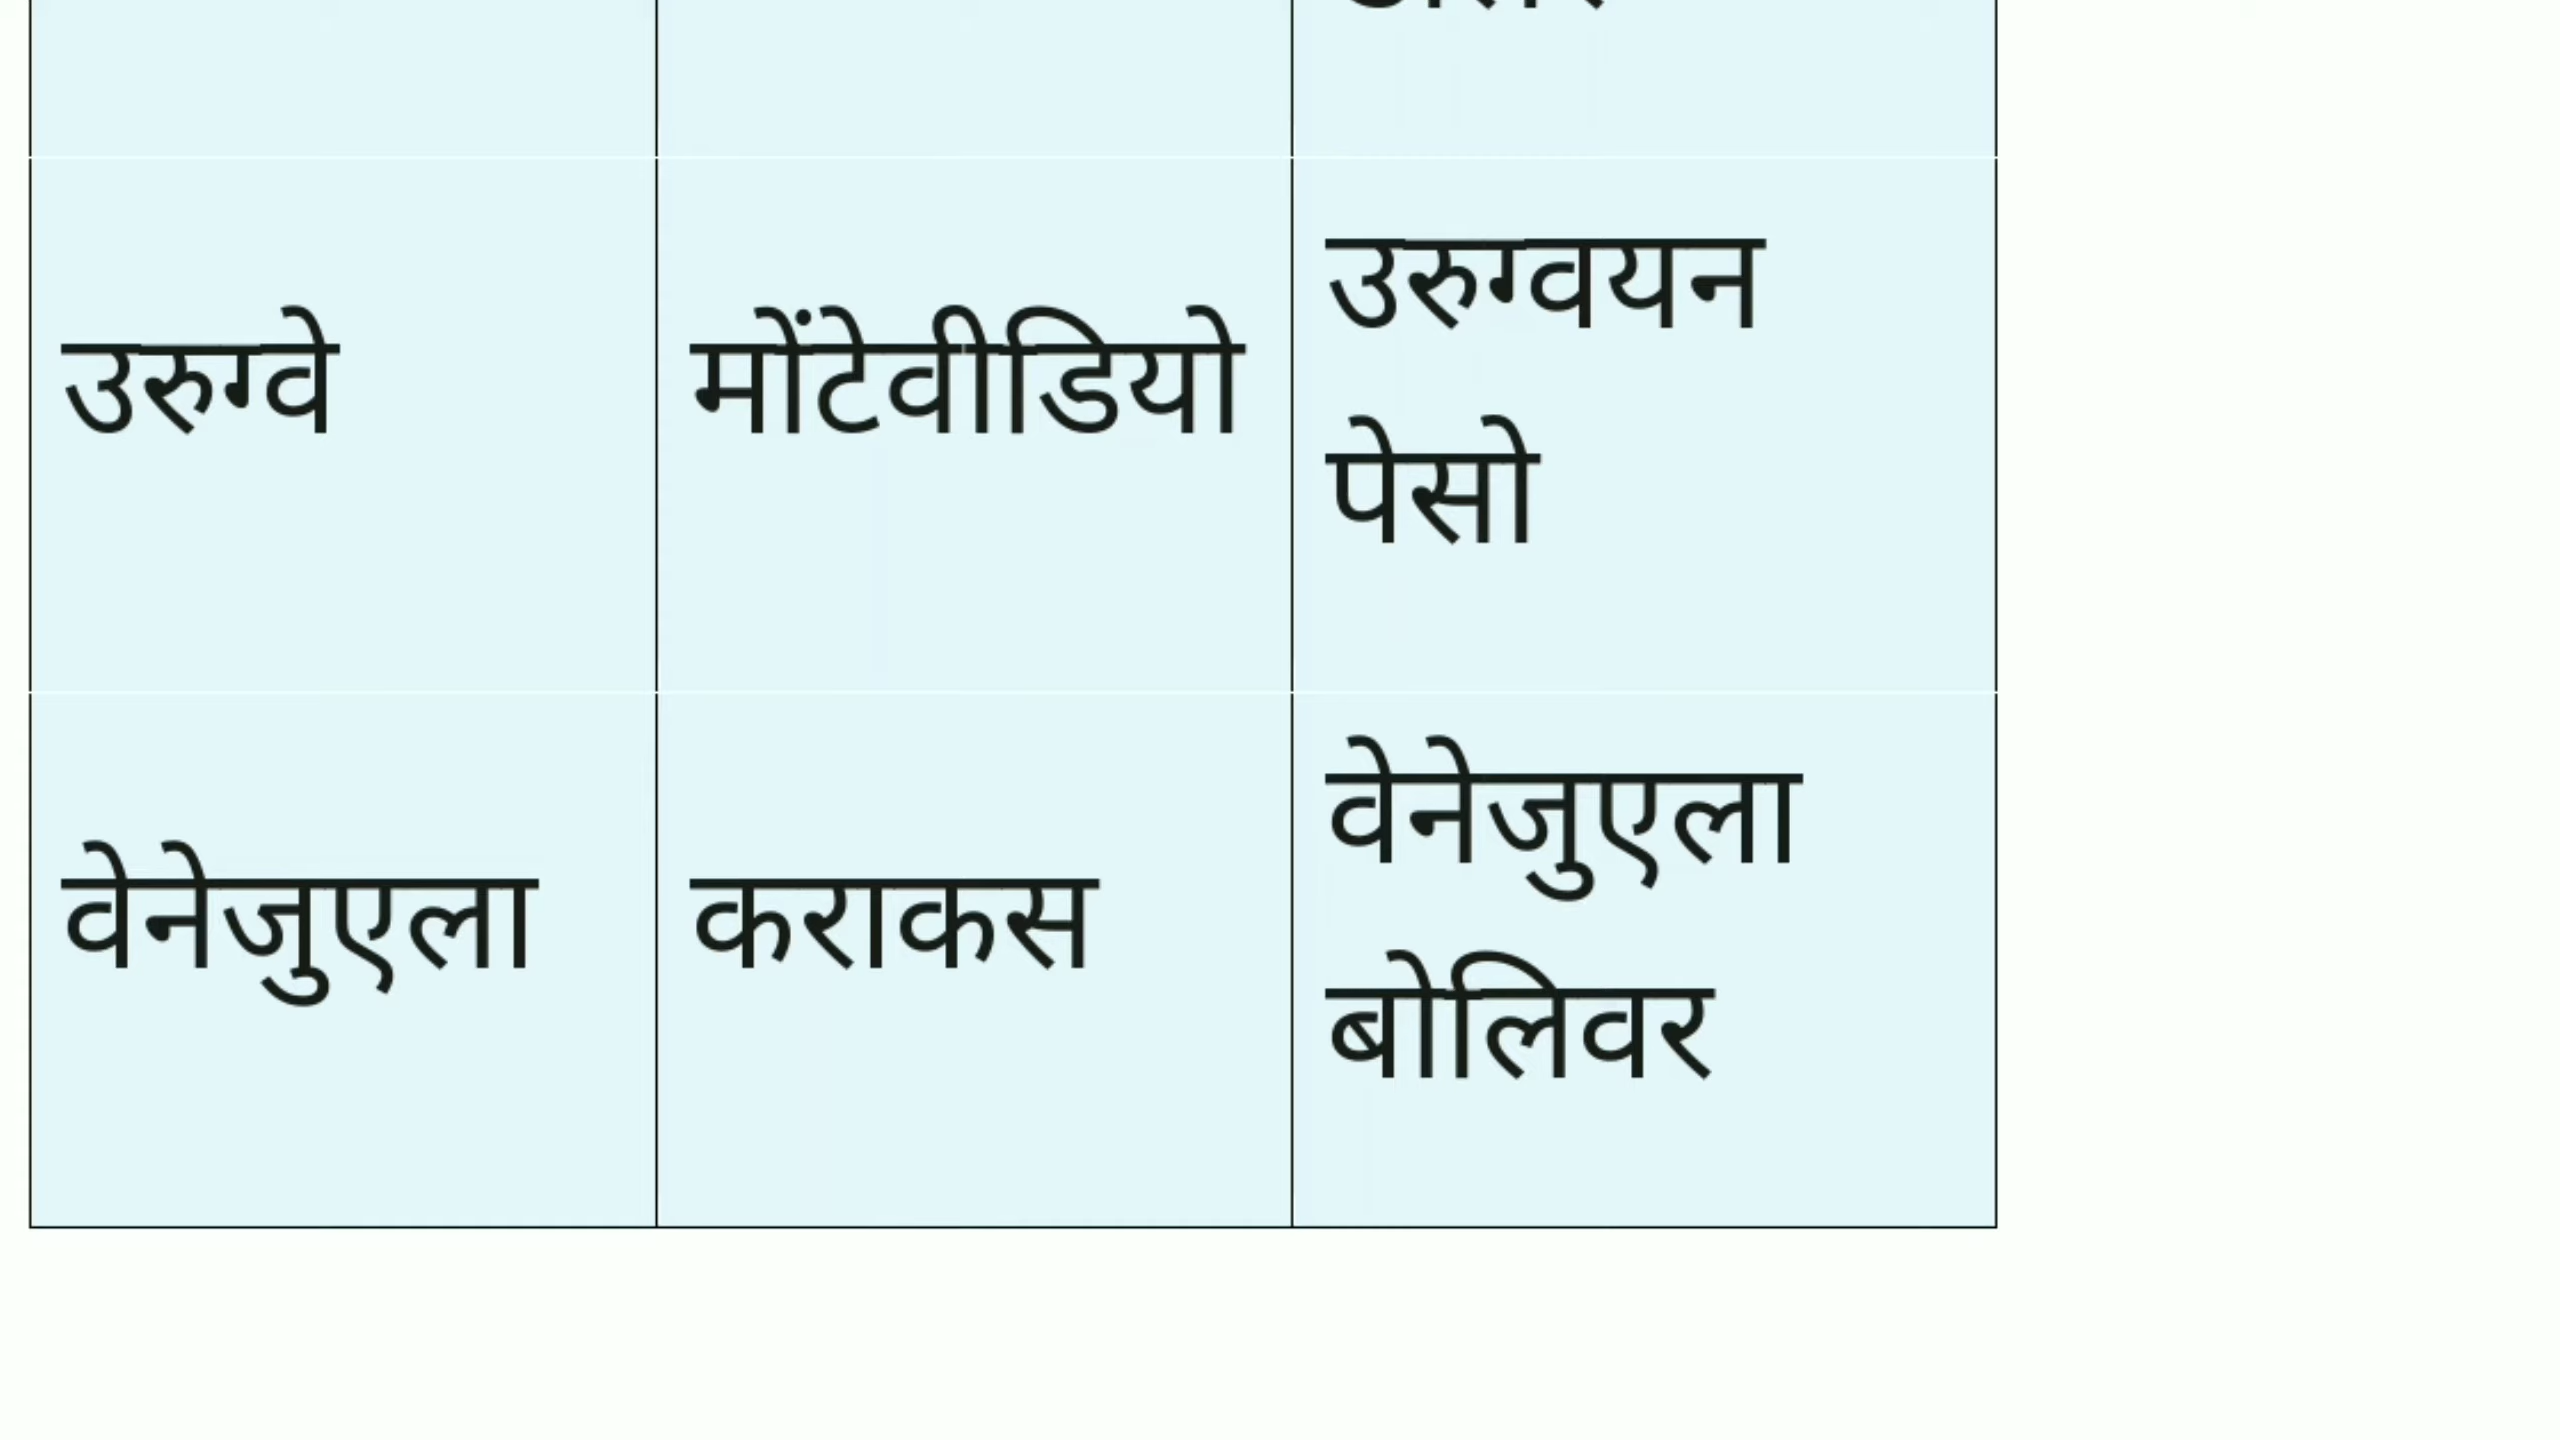 उरुग्वे
मोंटेवीडियो
उरुग्वयन
पेसो
वेनेजुएला
कराकस
वेनेजुएला
बोलिवर